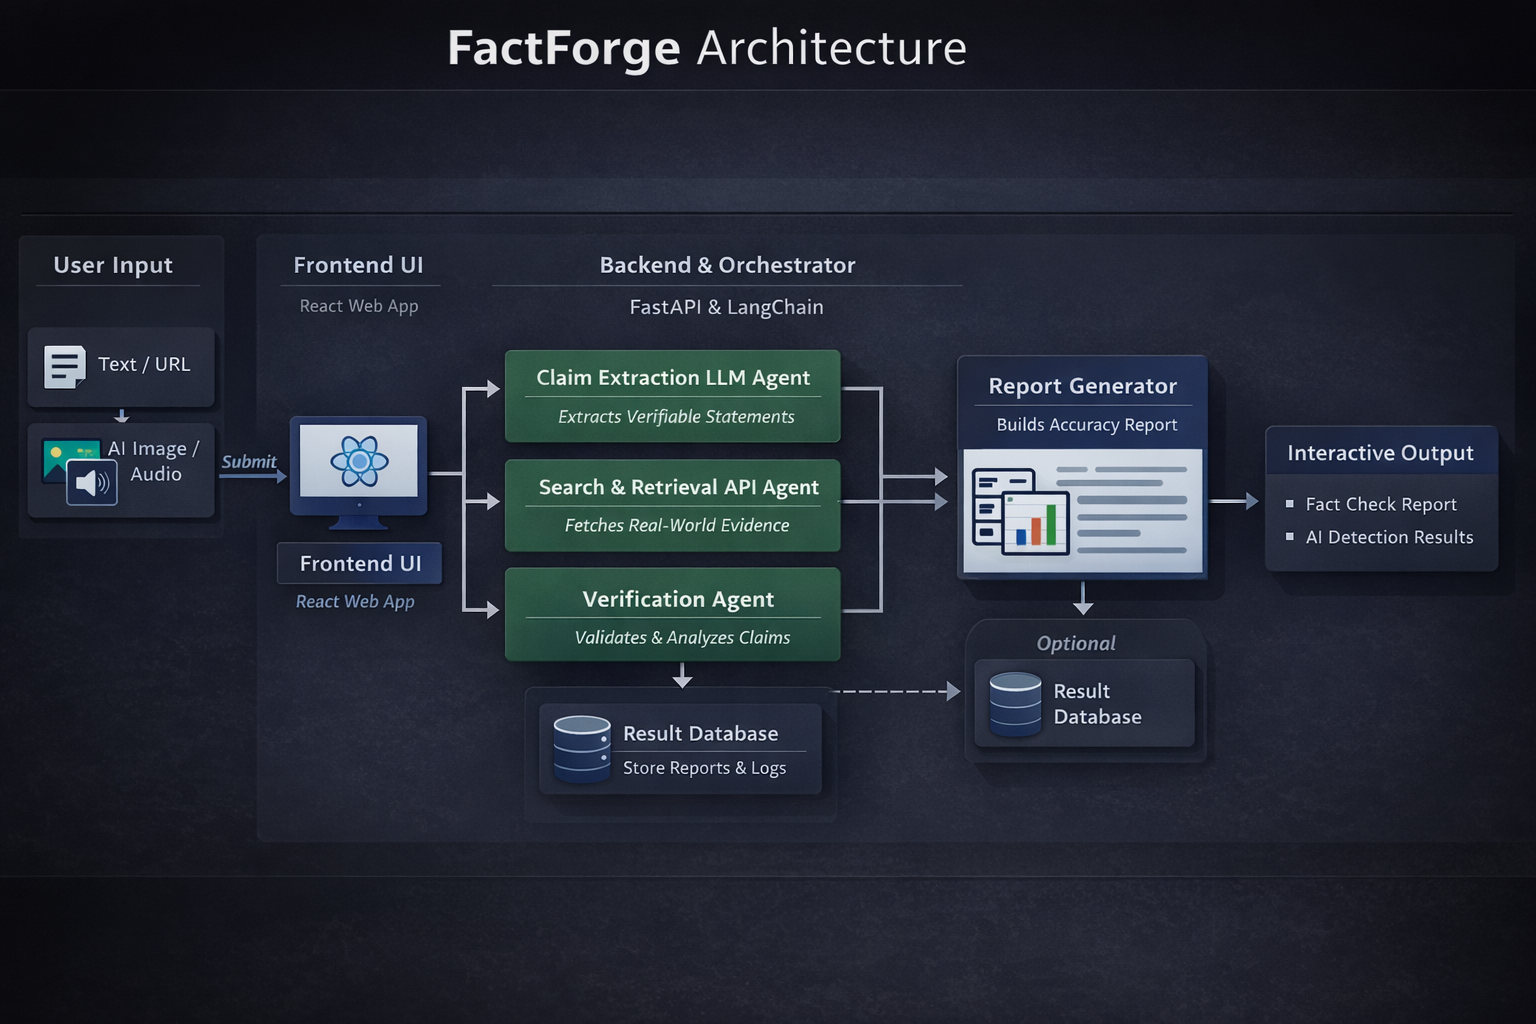 FactForge Architecture
User Input
Text / URL
AI Image /
Audio
Submit
Frontend UI
React Web App
Frontend UI
React Web App
Backend & Orchestrator
FastAPI & LangChain
Claim Extraction LLM Agent
Extracts Verifiable Statements
Search & Retrieval API Agent
Fetches Real-World Evidence
Verification Agent
Validates & Analyzes Claims
Result Database
Store Reports & Logs
Report Generator
Builds Accuracy Report
Optional
Result
Database
Interactive Output
Fact Check Report
AI Detection Results